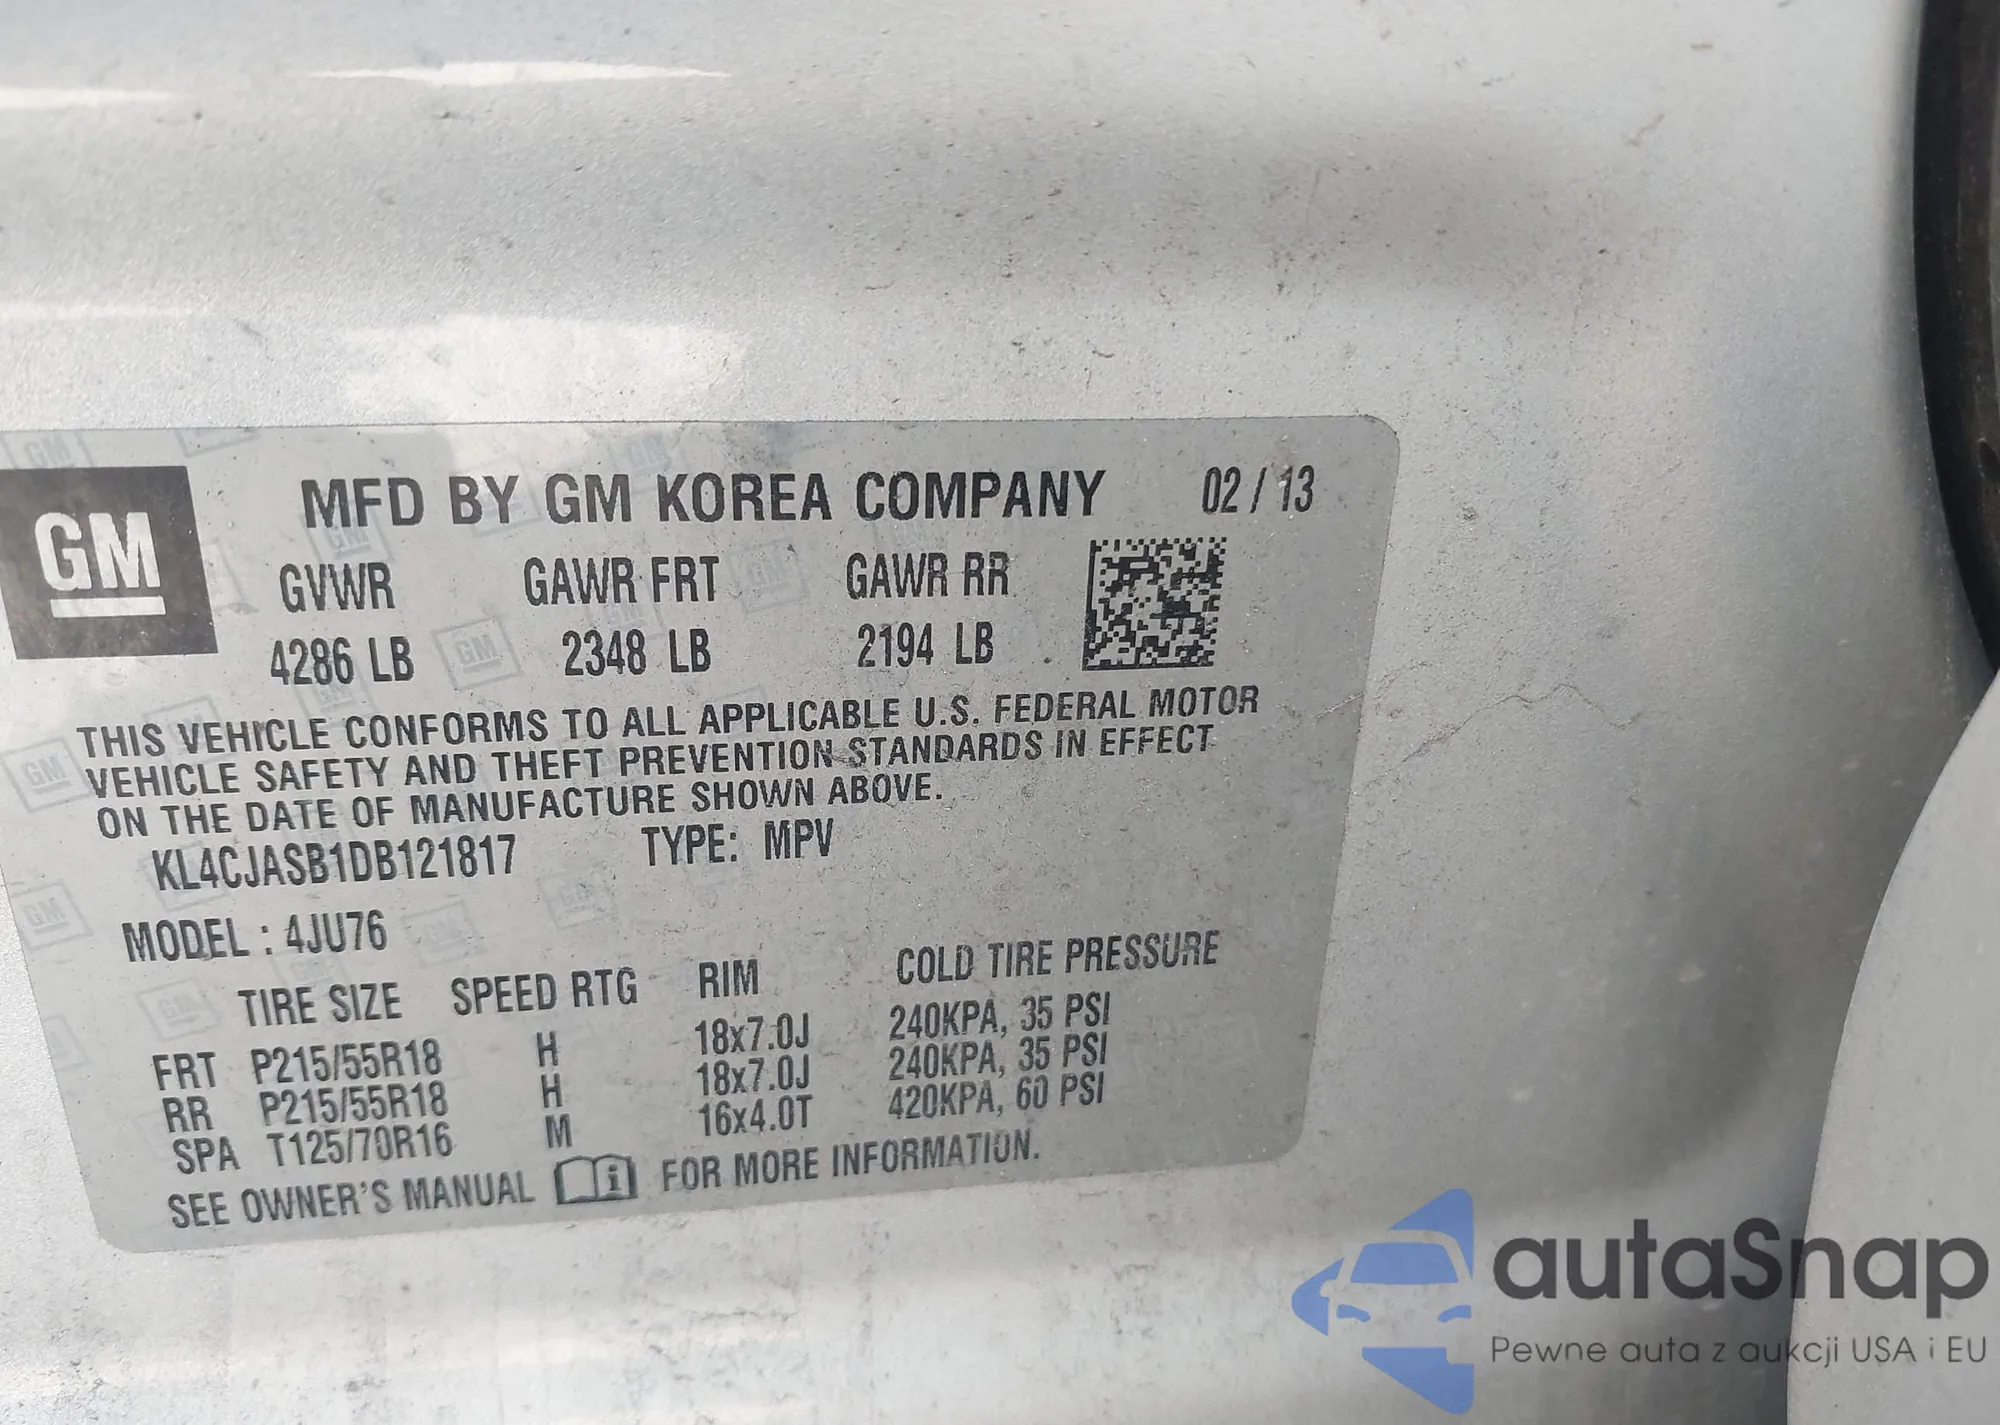 GM
MFD BY GM KOREA COMPANY 02 / 13
GVWR GAWR FRT GAWR RR
4286 LB 2348 LB 2194 LB
THIS VEHICLE CONFORMS TO ALL APPLICABLE U.S. FEDERAL MOTOR
VEHICLE SAFETY AND THEFT PREVENTION STANDARDS IN EFFECT
ON THE DATE OF MANUFACTURE SHOWN ABOVE.
KL4CJASB1DB121817 TYPE: MPV
MODEL : 4JU76
TIRE SIZE SPEED RTG RIM COLD TIRE PRESSURE
FRT P215/55R18 H 18x7.0J 240KPA, 35 PSI
RR P215/55R18 H 18x7.0J 240KPA, 35 PSI
SPA T125/70R16 M 16x4.0T 420KPA, 60 PSI
SEE OWNER'S MANUAL i FOR MORE INFORMATION.
autaSnap
Pewne auta z aukcji USA i EU